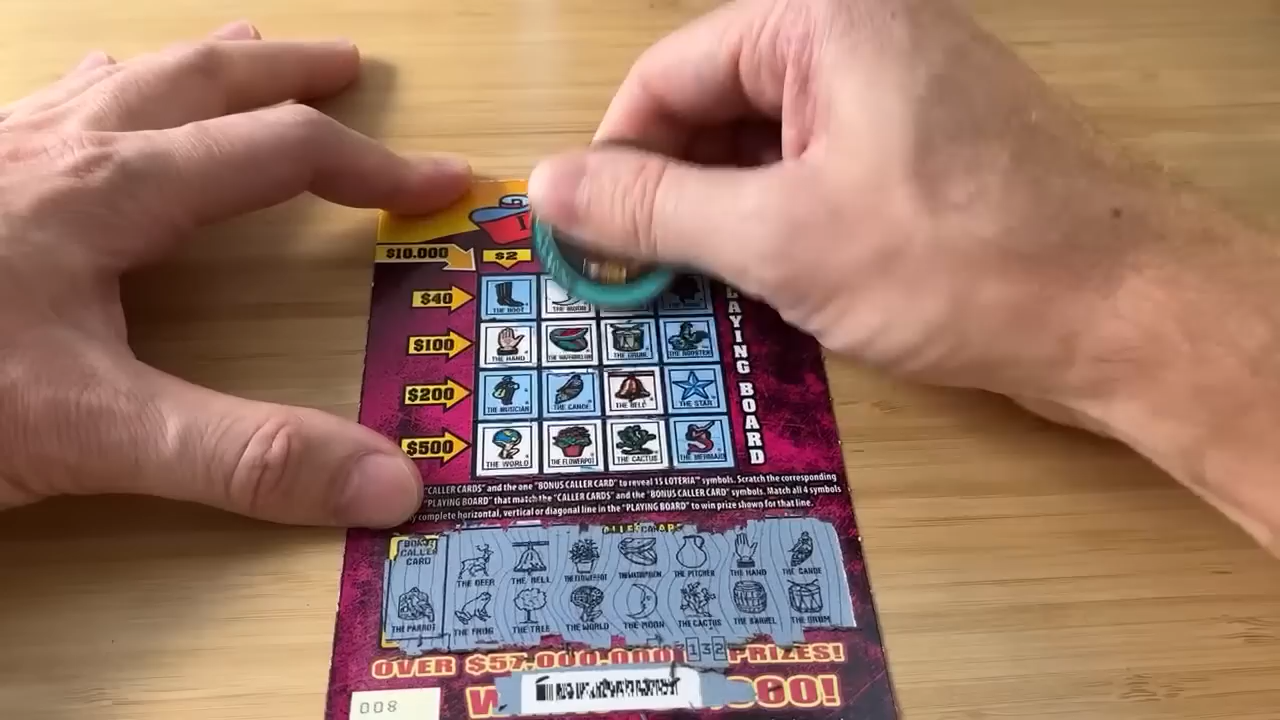 $10.000 $2
$40
THE BOOT THE MOON
$100
THE HAND THE WATERMELON THE DRUM THE ROOSTER
$200
THE MUSICIAN THE CANOE THE BELL THE STAR
$500
THE WORLD THE FLOWERPOT THE CACTUS THE MERMAID
LAYING BOARD
"CALLER CARDS" and the one "BONUS CALLER CARD" to reveal 15 LOTERIA™ symbols. Scratch the corresponding
"PLAYING BOARD" that match the "CALLER CARDS" and the "BONUS CALLER CARD" symbols. Match all 4 symbols
complete horizontal, vertical or diagonal line in the "PLAYING BOARD" to win prize shown for that line.
BONUS
CALLER
CARD
THE DEER THE BELL THE FLOWERPOT THE WATERMELON THE PITCHER THE HAND THE CANOE
THE PARROT THE FROG THE TREE THE WORLD THE MOON THE CACTUS THE BARREL THE DRUM
132
OVER $57,000,000 PRIZES!
008